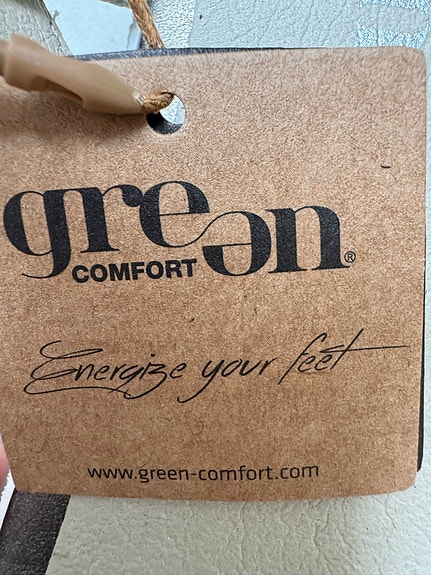 green®
COMFORT
Energize your feet
www.green-comfort.com